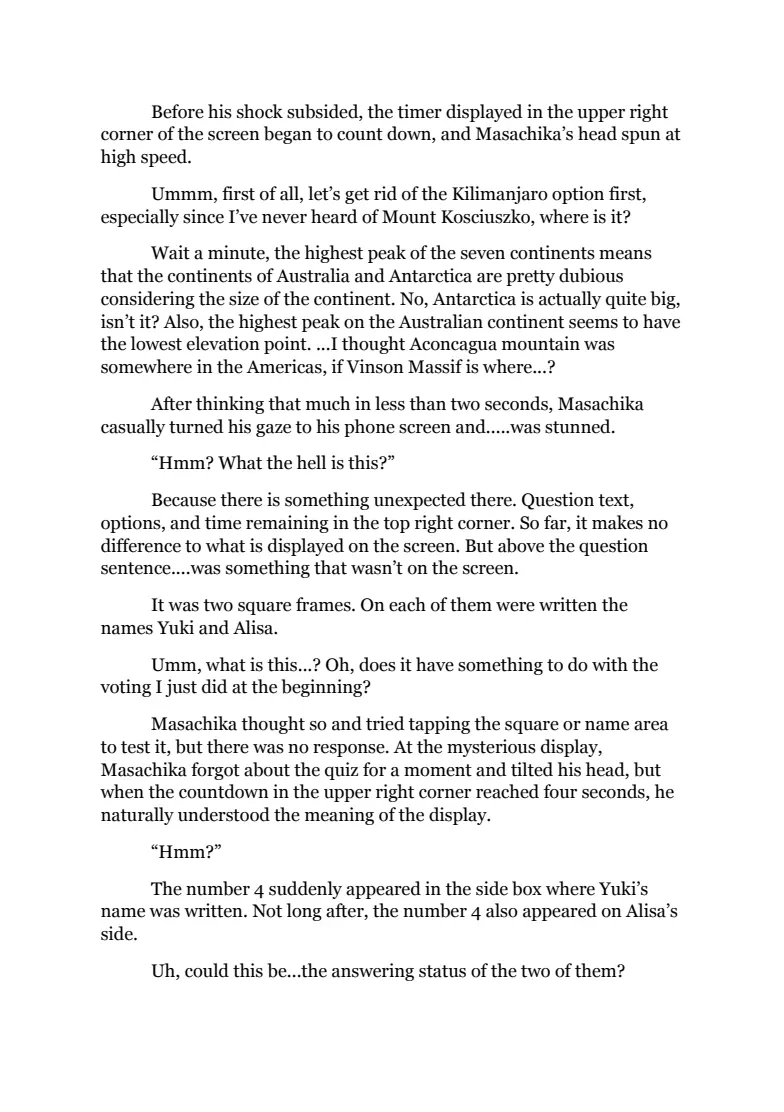 Before his shock subsided, the timer displayed in the upper right
corner of the screen began to count down, and Masachika’s head spun at
high speed.
Ummm, first of all, let’s get rid of the Kilimanjaro option first,
especially since I’ve never heard of Mount Kosciuszko, where is it?
Wait a minute, the highest peak of the seven continents means
that the continents of Australia and Antarctica are pretty dubious
considering the size of the continent. No, Antarctica is actually quite big,
isn’t it? Also, the highest peak on the Australian continent seems to have
the lowest elevation point. ...I thought Aconcagua mountain was
somewhere in the Americas, if Vinson Massif is where...?
After thinking that much in less than two seconds, Masachika
casually turned his gaze to his phone screen and.....was stunned.
“Hmm? What the hell is this?”
Because there is something unexpected there. Question text,
options, and time remaining in the top right corner. So far, it makes no
difference to what is displayed on the screen. But above the question
sentence....was something that wasn’t on the screen.
It was two square frames. On each of them were written the
names Yuki and Alisa.
Umm, what is this...? Oh, does it have something to do with the
voting I just did at the beginning?
Masachika thought so and tried tapping the square or name area
to test it, but there was no response. At the mysterious display,
Masachika forgot about the quiz for a moment and tilted his head, but
when the countdown in the upper right corner reached four seconds, he
naturally understood the meaning of the display.
“Hmm?”
The number 4 suddenly appeared in the side box where Yuki’s
name was written. Not long after, the number 4 also appeared on Alisa’s
side.
Uh, could this be...the answering status of the two of them?